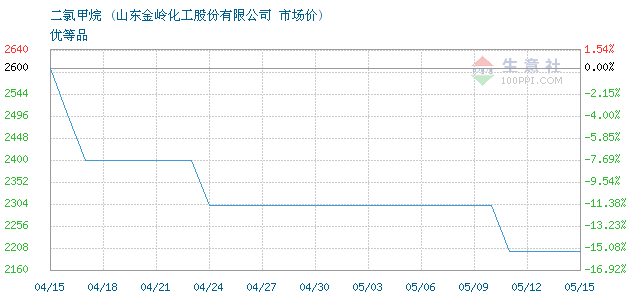 二氯甲烷 (山东金岭化工股份有限公司 市场价)
优等品
2640 1.54%
2600 0.00%
2544 -2.15%
2496 -4.00%
2448 -5.85%
2400 -7.69%
2352 -9.54%
2304 -11.38%
2256 -13.23%
2208 -15.08%
2160 -16.92%
生意社
100PPI.COM
04/15 04/18 04/21 04/24 04/27 04/30 05/03 05/06 05/09 05/12 05/15